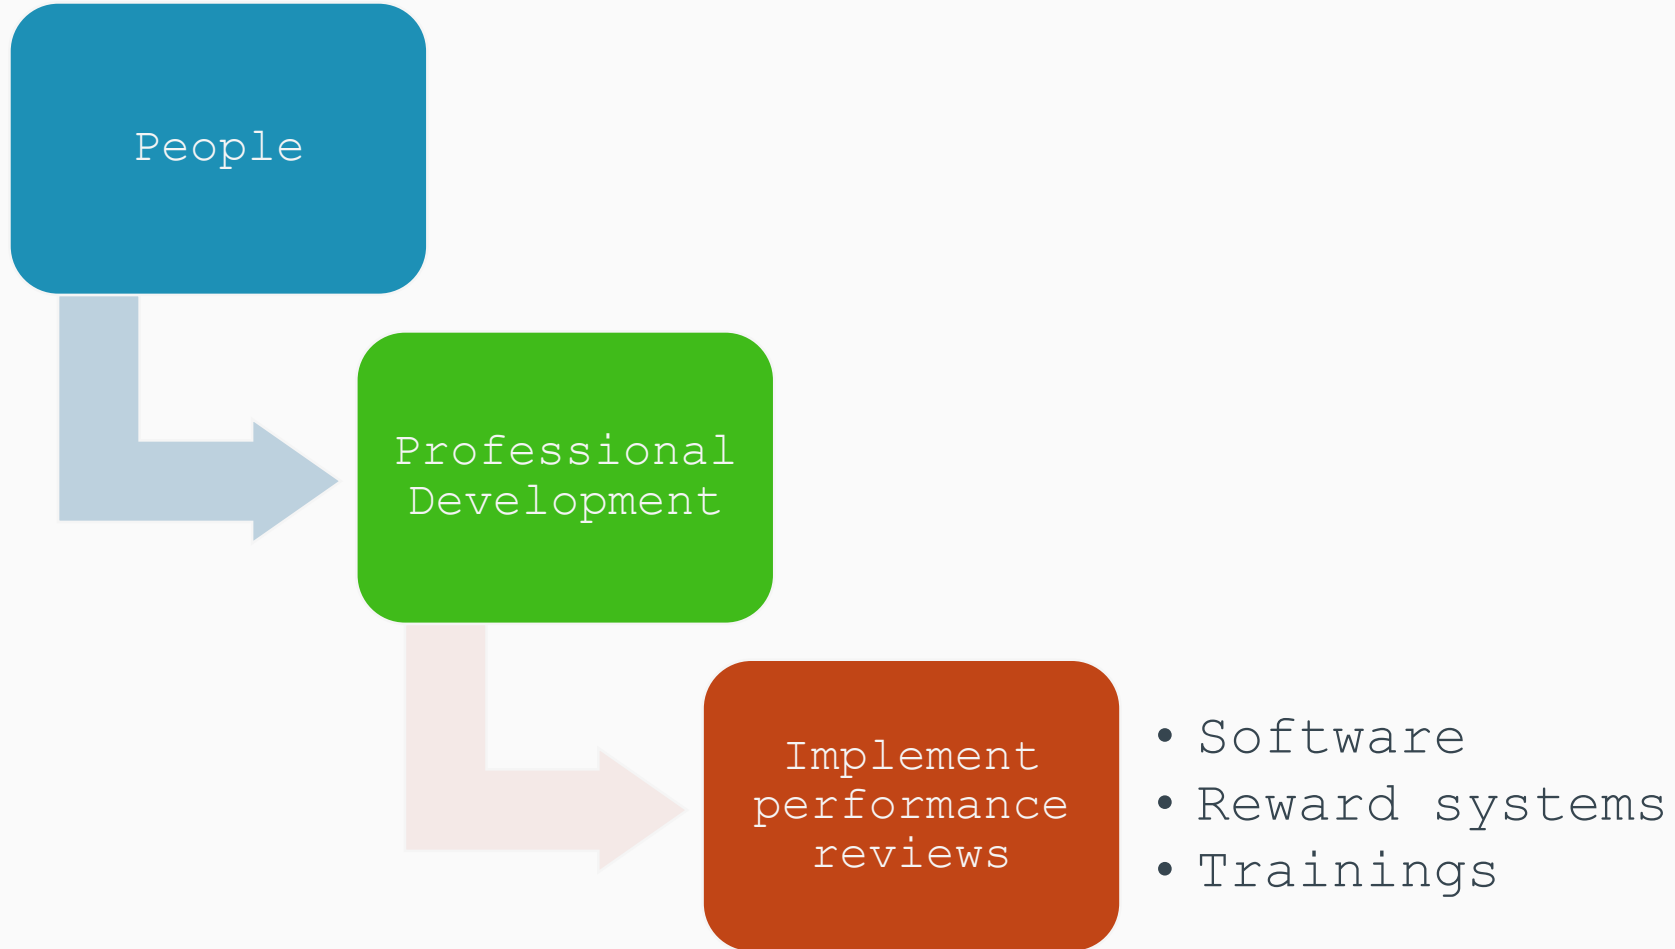 People
Professional
Development
Implement
performance
reviews
• Software
• Reward systems
• Trainings